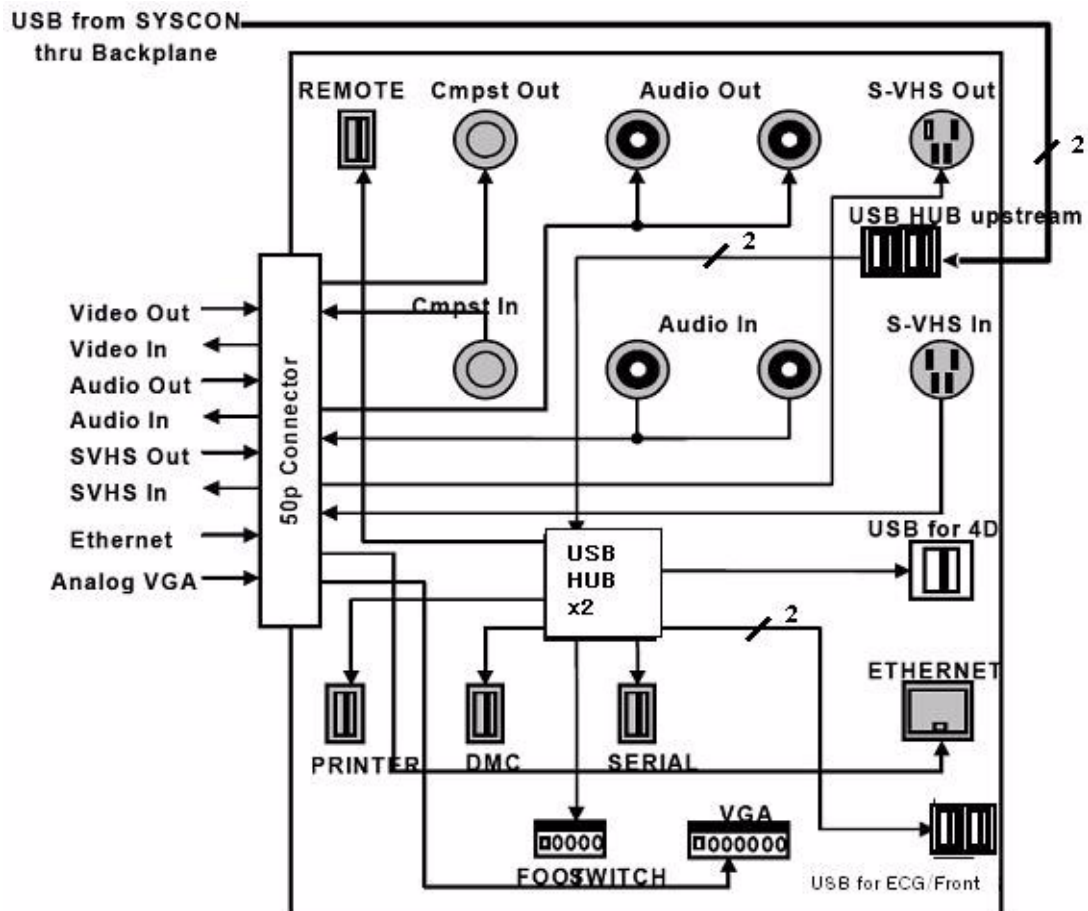 USB from SYSCON
thru Backplane
REMOTE
Cmpst Out
Audio Out
S-VHS Out
2
USB HUB upstream
2
Cmpst In
Audio In
S-VHS In
Video Out
Video In
Audio Out
Audio In
SVHS Out
SVHS In
Ethernet
Analog VGA
50p Connector
USB
HUB
x2
USB for 4D
2
ETHERNET
PRINTER
DMC
SERIAL
VGA
FOOTSWITCH
USB for ECG/Front